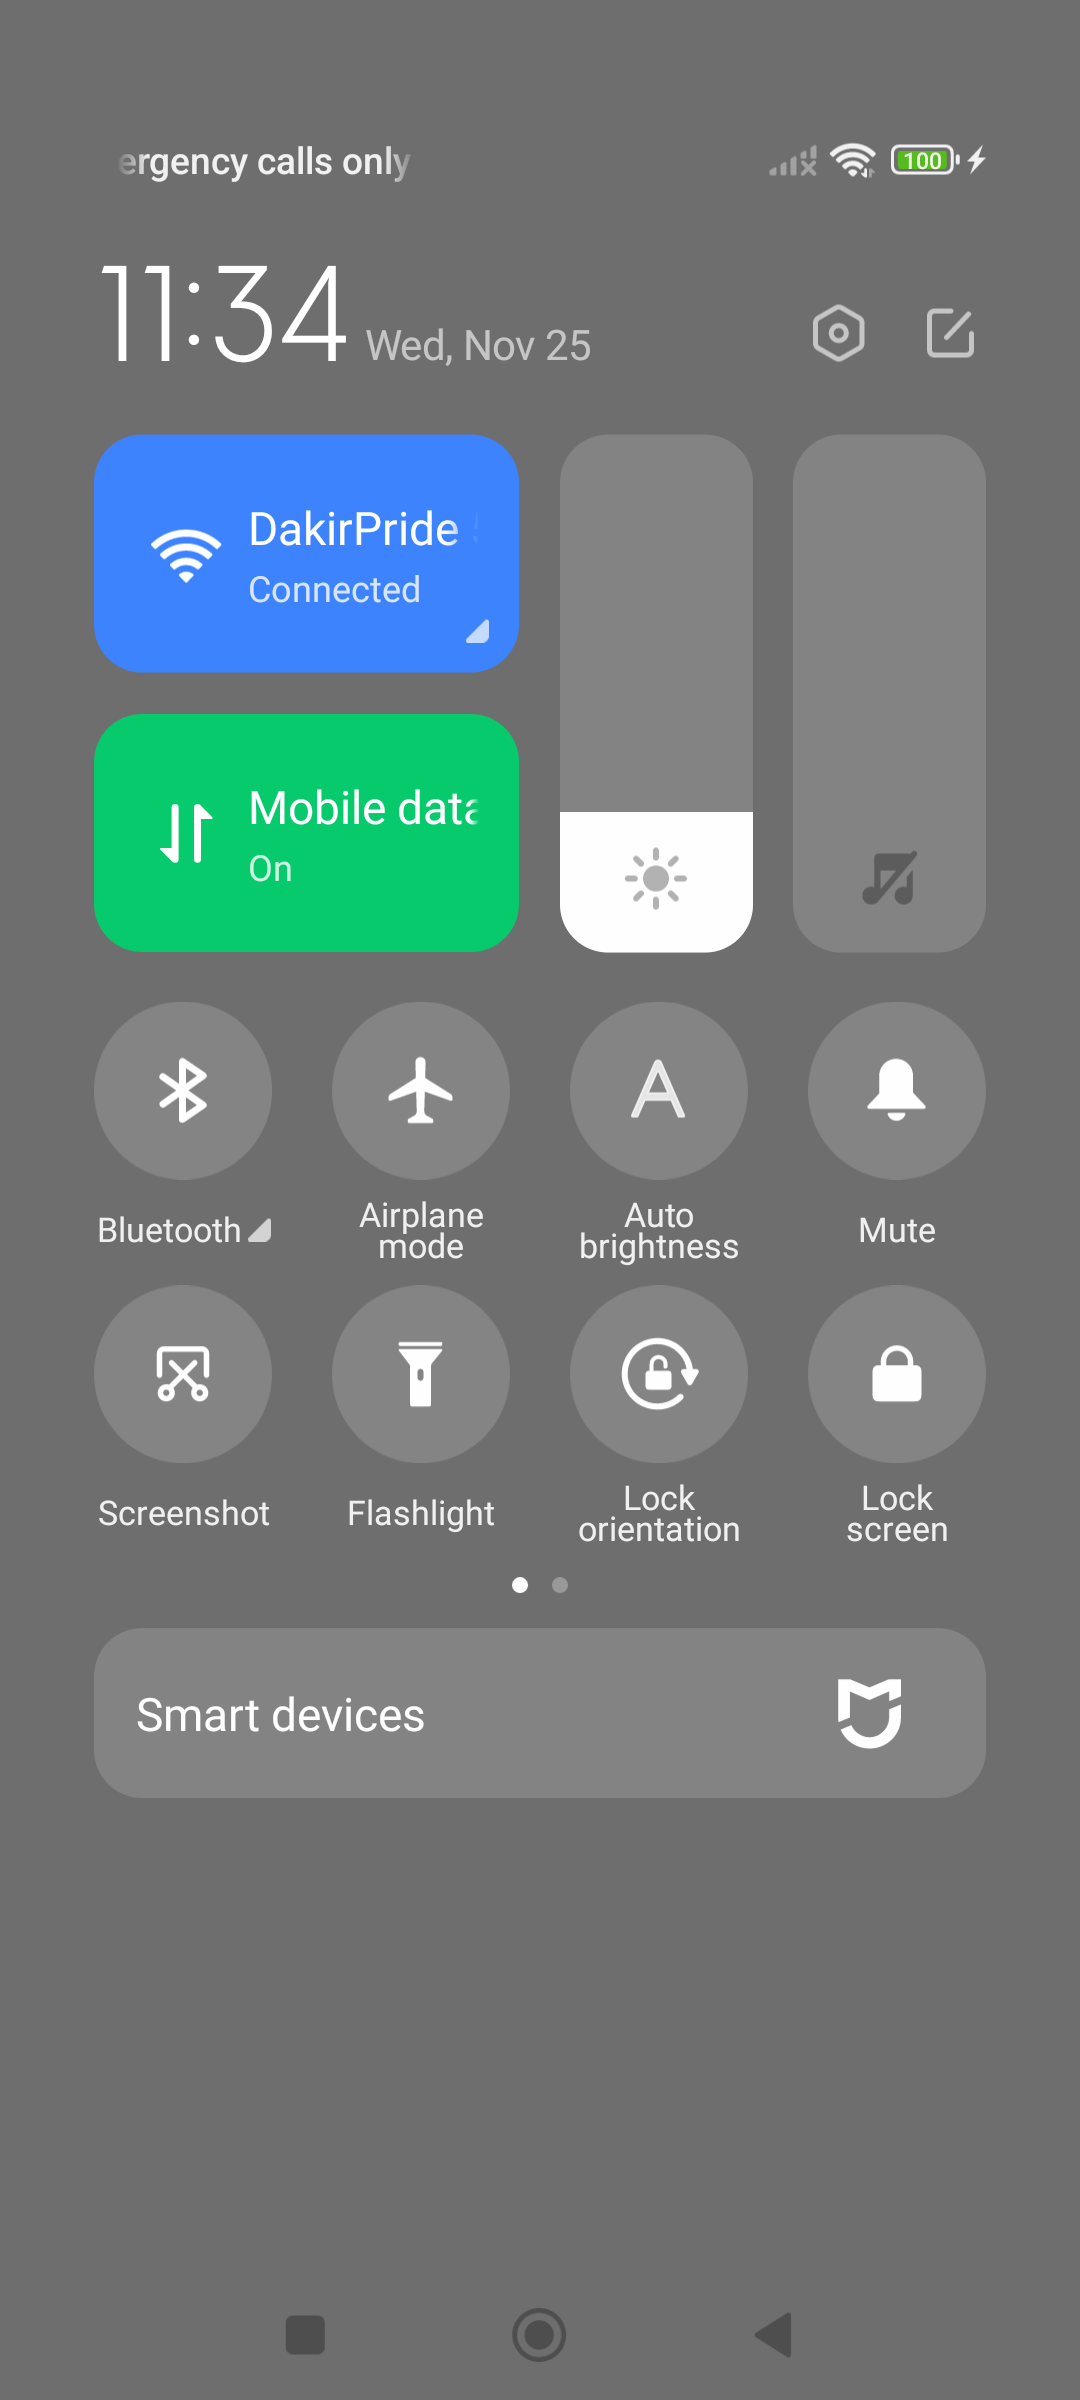 ergency calls only
100
11:34 Wed, Nov 25
DakirPride
Connected
Mobile data
On
Bluetooth
Airplane
mode
Auto
brightness
Mute
Screenshot
Flashlight
Lock
orientation
Lock
screen
Smart devices